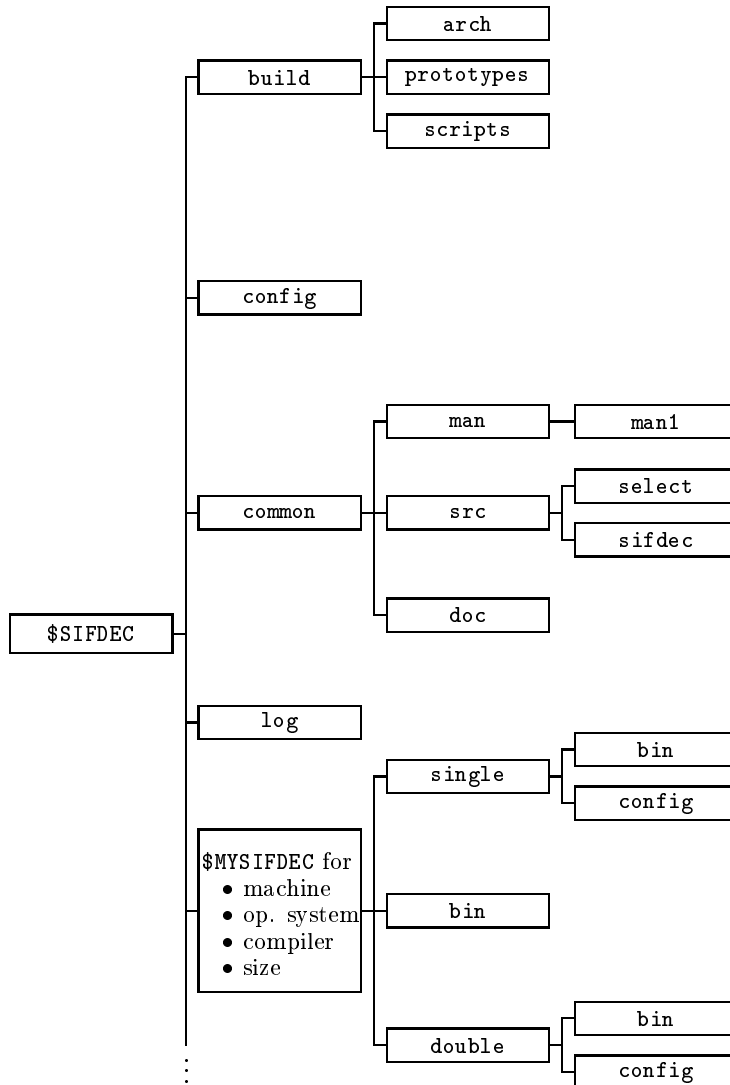 arch
build
prototypes
scripts
config
man
man1
select
common
src
sifdec
doc
$SIFDEC
log
bin
single
config
$MYSIFDEC for
• machine
• op. system
• compiler
• size
bin
bin
double
config